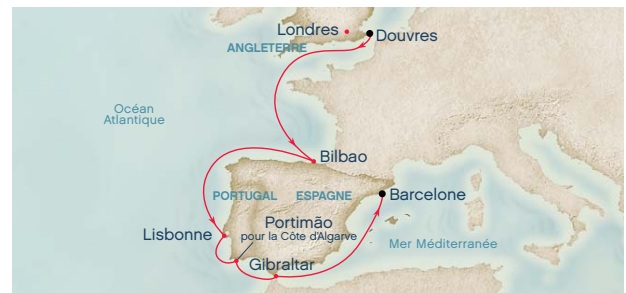 Londres
Douvres
ANGLETERRE
Océan
Atlantique
Bilbao
PORTUGAL
ESPAGNE
Barcelone
Portimão
pour la Côte d'Algarve
Lisbonne
Mer Méditerranée
Gibraltar